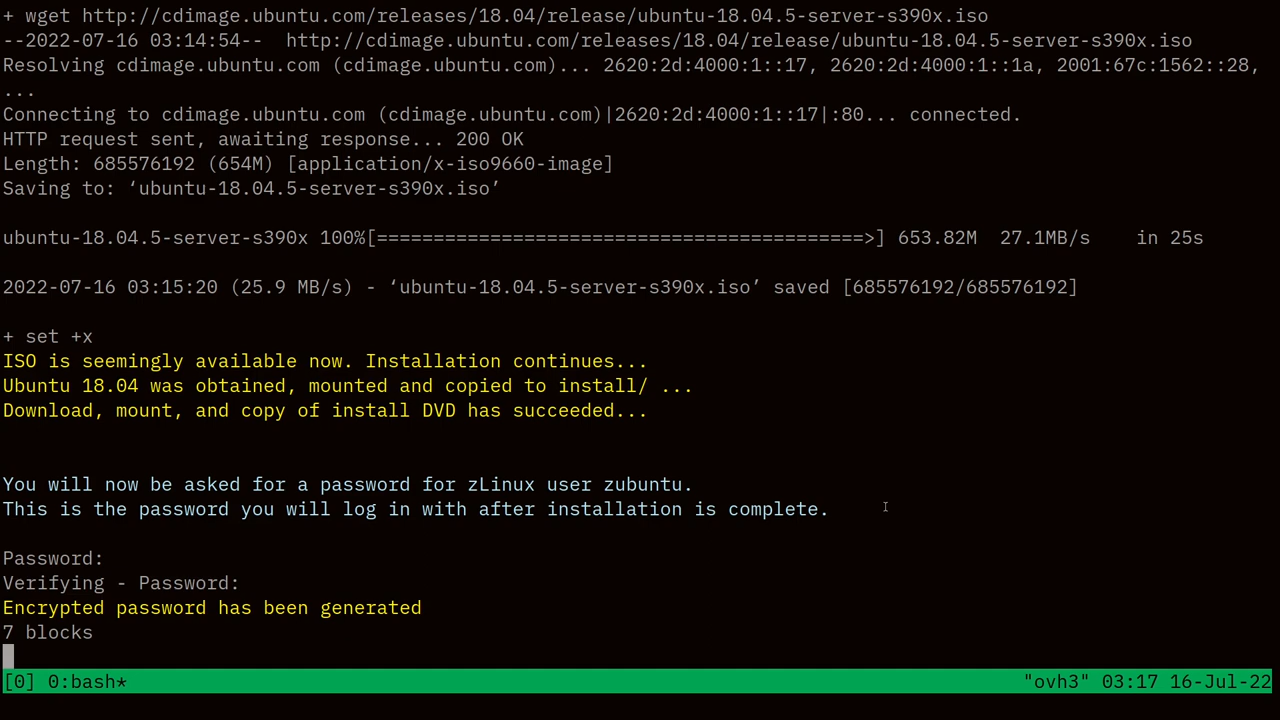 + wget http://cdimage.ubuntu.com/releases/18.04/release/ubuntu-18.04.5-server-s390x.iso
--2022-07-16 03:14:54--  http://cdimage.ubuntu.com/releases/18.04/release/ubuntu-18.04.5-server-s390x.iso
Resolving cdimage.ubuntu.com (cdimage.ubuntu.com)... 2620:2d:4000:1::17, 2620:2d:4000:1::1a, 2001:67c:1562::28,
...
Connecting to cdimage.ubuntu.com (cdimage.ubuntu.com)|2620:2d:4000:1::17|:80... connected.
HTTP request sent, awaiting response... 200 OK
Length: 685576192 (654M) [application/x-iso9660-image]
Saving to: ‘ubuntu-18.04.5-server-s390x.iso’
ubuntu-18.04.5-server-s390x 100%[===========================================>] 653.82M  27.1MB/s    in 25s
2022-07-16 03:15:20 (25.9 MB/s) - ‘ubuntu-18.04.5-server-s390x.iso’ saved [685576192/685576192]
+ set +x
ISO is seemingly available now. Installation continues...
Ubuntu 18.04 was obtained, mounted and copied to install/ ...
Download, mount, and copy of install DVD has succeeded...
You will now be asked for a password for zLinux user zubuntu.
This is the password you will log in with after installation is complete.
Password:
Verifying - Password:
Encrypted password has been generated
7 blocks
[0] 0:bash* "ovh3" 03:17 16-Jul-22